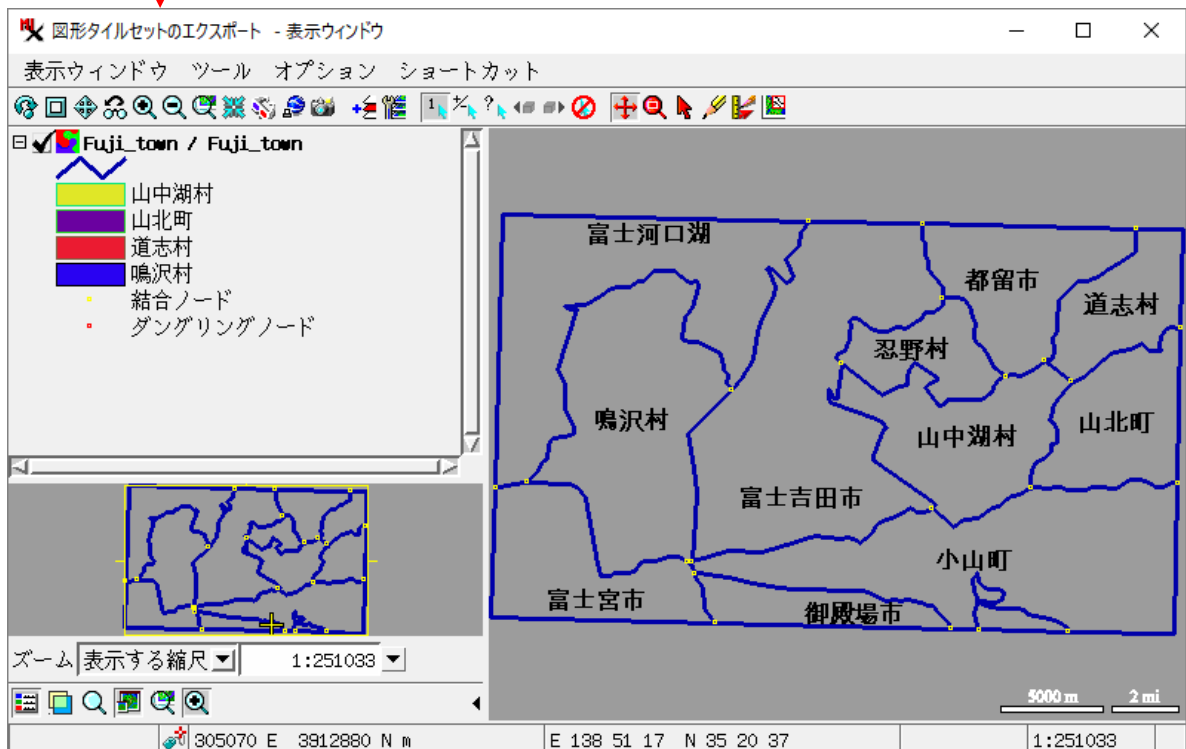 図形タイルセットのエクスポート - 表示ウィンドウ
表示ウィンドウ ツール オプション ショートカット
Fuji_town / Fuji_town
山中湖村
山北町
道志村
鳴沢村
結合ノード
ダングリングノード
富士河口湖
都留市
道志村
忍野村
鳴沢村
山中湖村
山北町
富士吉田市
小山町
富士宮市
御殿場市
5000 m 2 mi
ズーム 表示する縮尺 1:251033
305070 E 3912880 N m E 138 51 17 N 35 20 37 1:251033